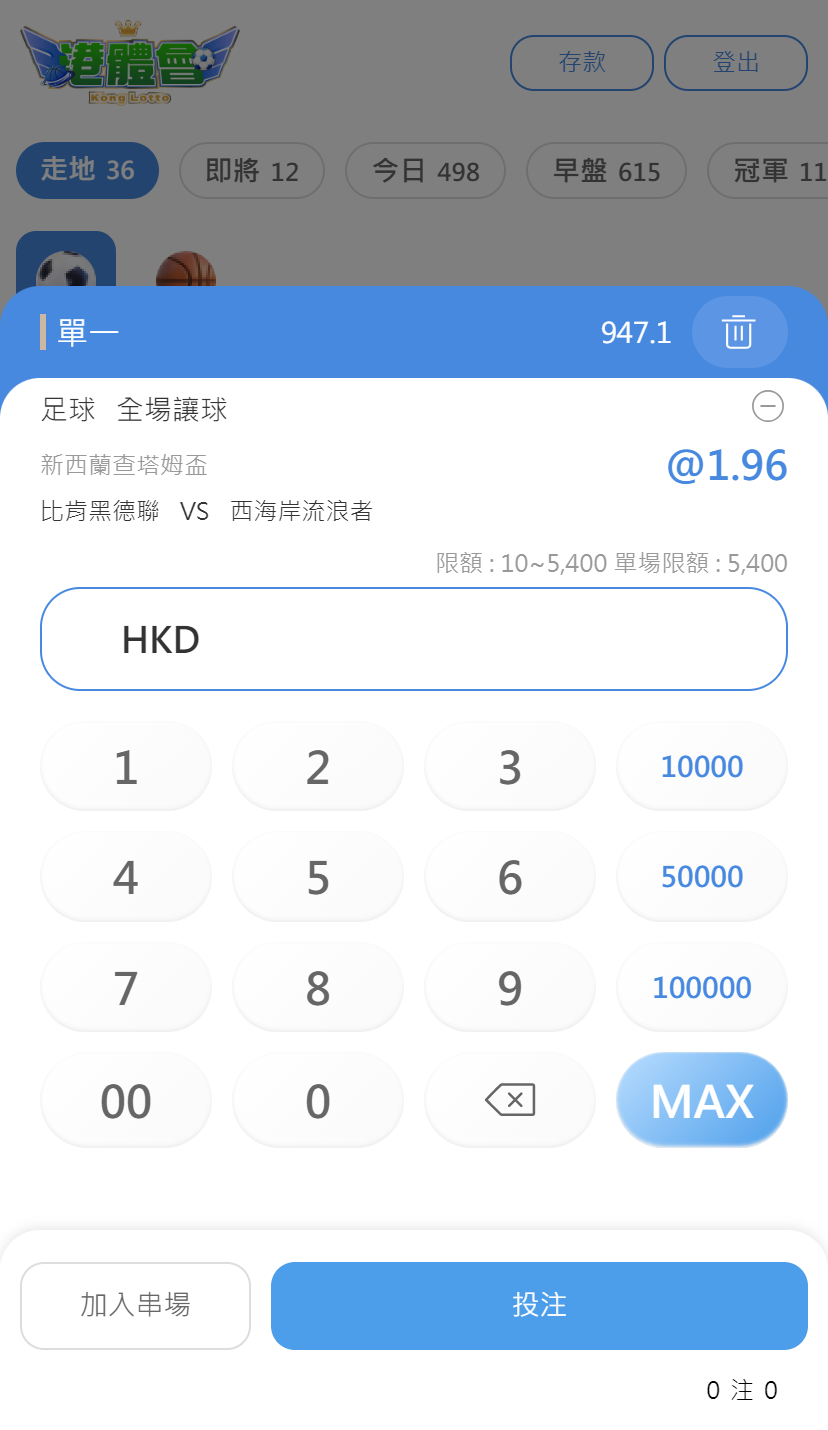 港體會
Kong Lotto
存款
登出
走地 36
即將 12
今日 498
早盤 615
冠軍 11
單一
947.1
足球 全場讓球
新西蘭查塔姆盃
@1.96
比肯黑德聯 VS 西海岸流浪者
限額 : 10~5,400 單場限額 : 5,400
HKD
1 2 3 10000
4 5 6 50000
7 8 9 100000
00 0 MAX
加入串場
投注
0 注 0